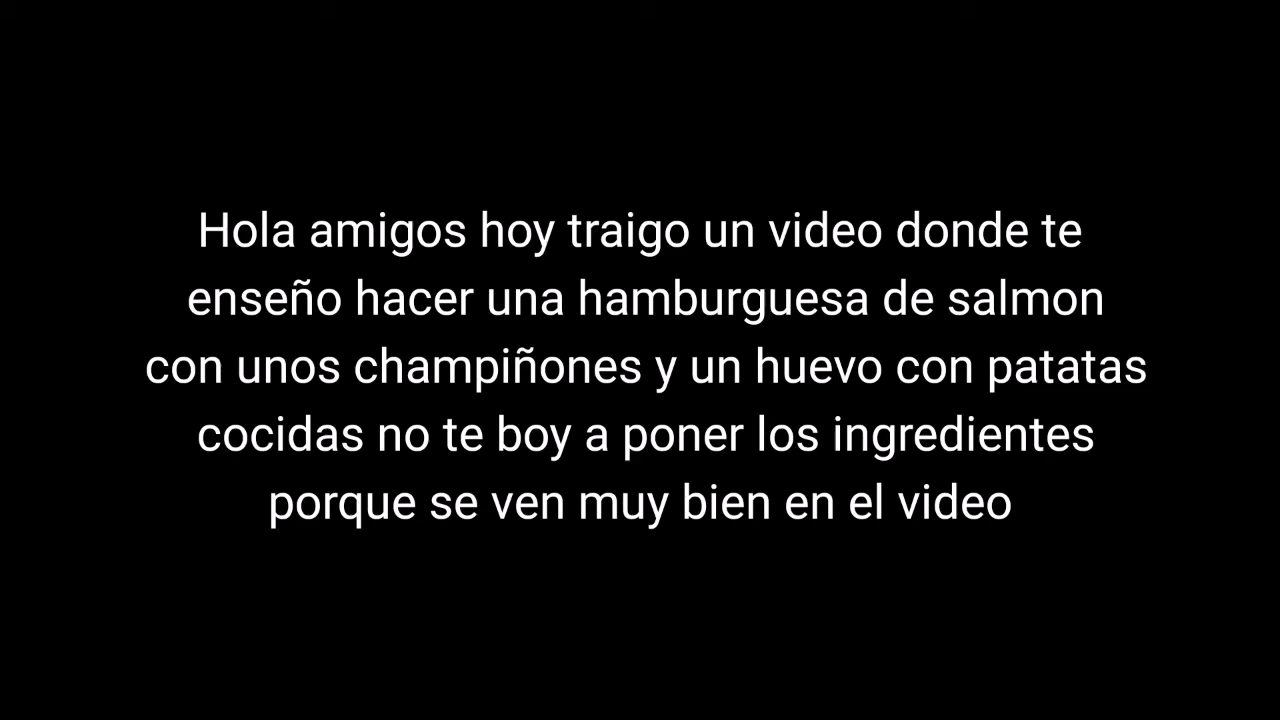 Hola amigos hoy traigo un video donde te
enseño hacer una hamburguesa de salmon
con unos champiñones y un huevo con patatas
cocidas no te boy a poner los ingredientes
porque se ven muy bien en el video